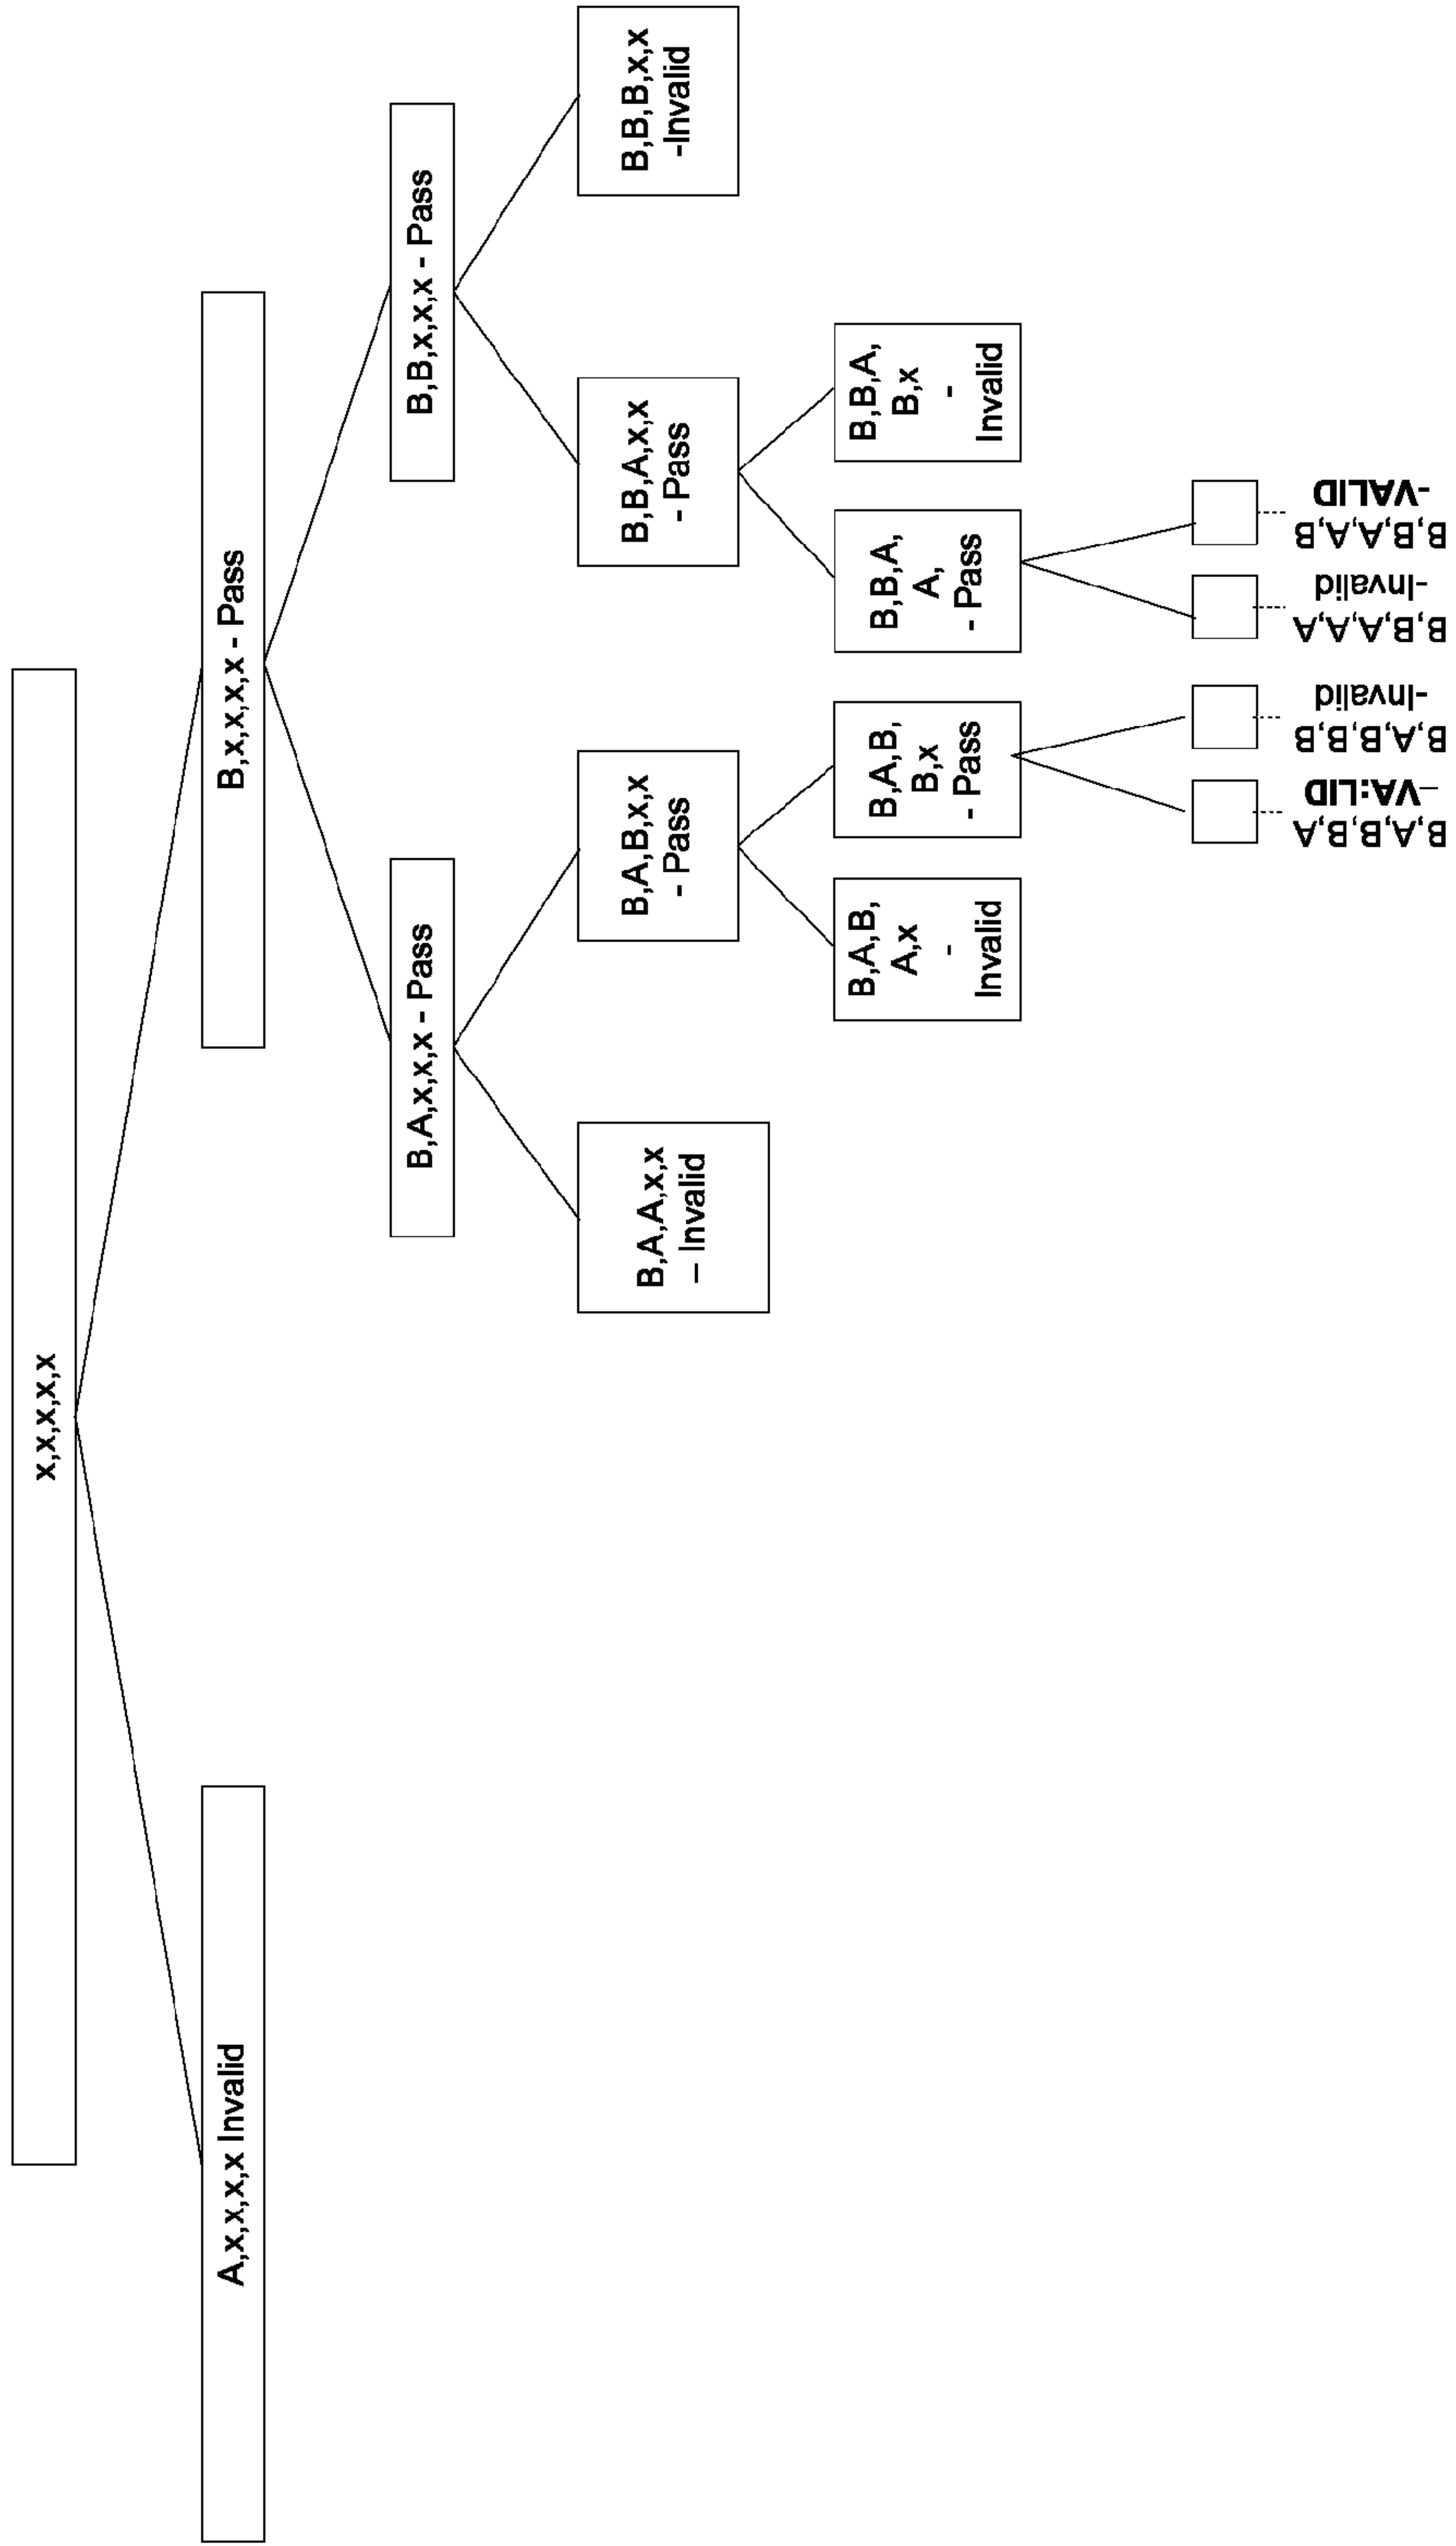 x,x,x,x,x
A,x,x,x,x Invalid
B,x,x,x,x - Pass
B,A,x,x,x - Pass
B,B,x,x,x - Pass
B,A,A,x,x
– Invalid
B,A,B,x,x
- Pass
B,B,A,x,x
- Pass
B,B,B,x,x
-Invalid
B,A,B,
A,x
-
Invalid
B,A,B,
B,x
- Pass
B,B,A,
A,
- Pass
B,B,A,
B,x
-
Invalid
B,A,B,B,A
–VA:LID
B,A,B,B,B
-Invalid
B,B,A,A,A
-Invalid
B,B,A,A B
-VALID